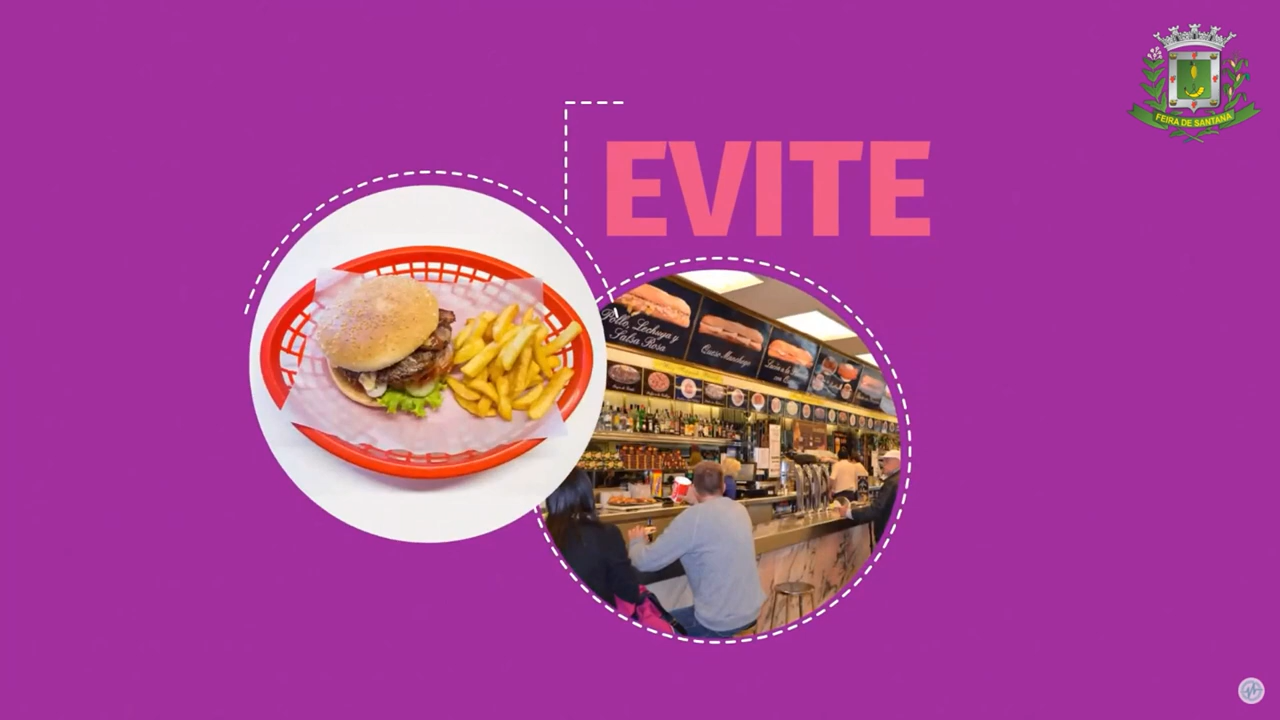 FEIRA DE SANTANA
EVITE
Pollo, Lechuga y
Salsa Rosa
Queso Manchego